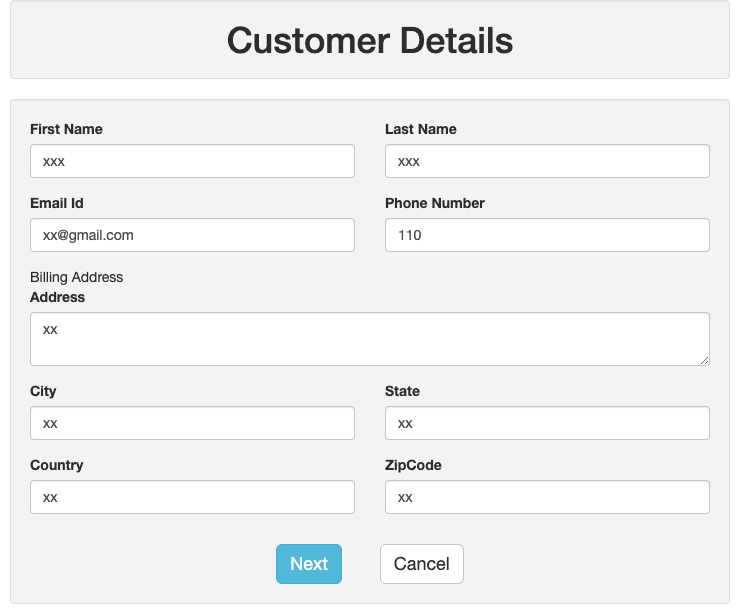 Customer Details
First Name Last Name
xxx xxx
Email Id Phone Number
xx@gmail.com 110
Billing Address
Address
xx
City State
xx xx
Country ZipCode
xx xx
Next Cancel